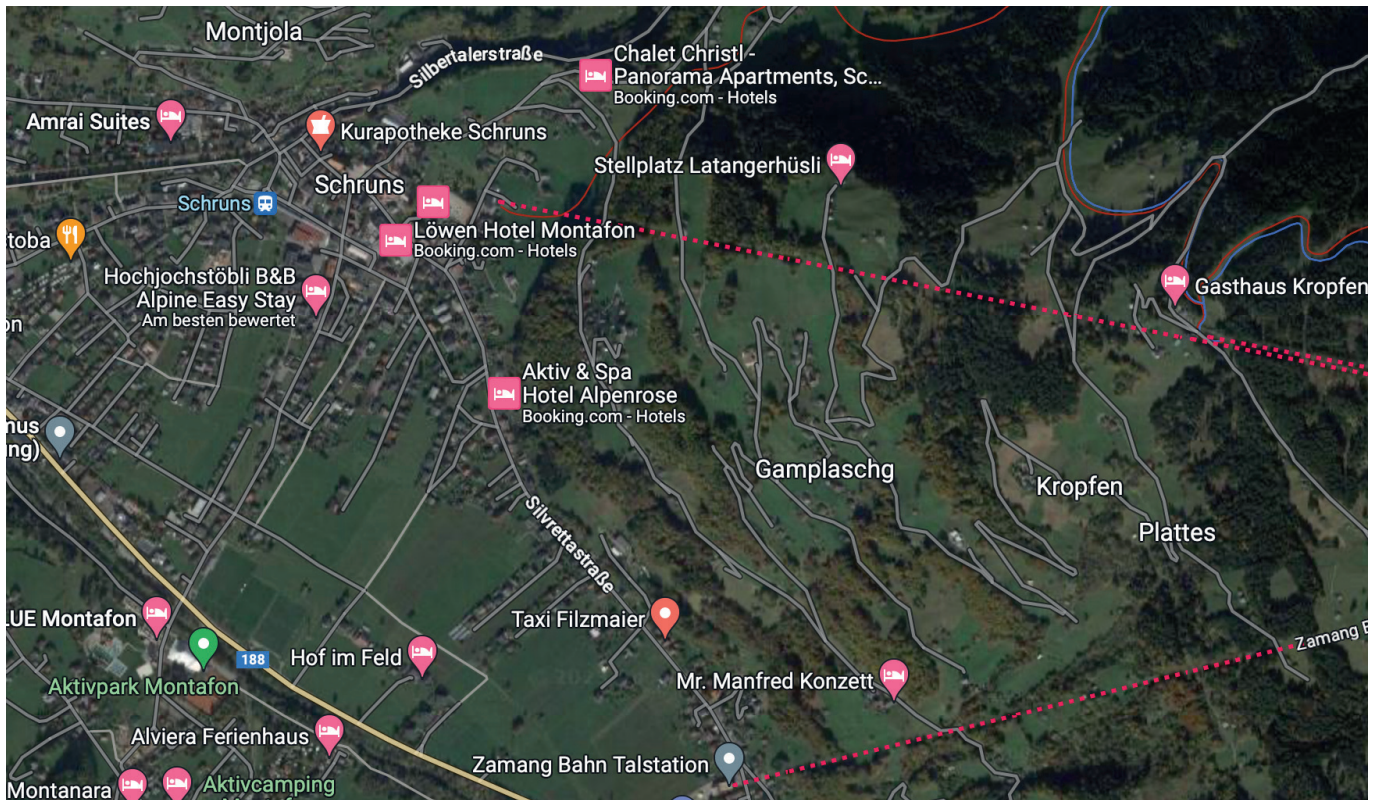 Montjola
Silbertalerstraße
Chalet Christl -
Panorama Apartments, Sc...
Booking.com - Hotels
Amrai Suites
Kurapotheke Schruns
Stellplatz Latangerhüsli
Schruns
Schruns
Löwen Hotel Montafon
Booking.com - Hotels
toba
Hochjochstöbli B&B
Alpine Easy Stay
Am besten bewertet
Gasthaus Kropfen
on
Aktiv & Spa
Hotel Alpenrose
Booking.com - Hotels
mus
ng)
Gamplaschg
Kropfen
Plattes
Silvrettastraße
LUE Montafon
Taxi Filzmaier
188
Hof im Feld
Zamang B
Aktivpark Montafon
Mr. Manfred Konzett
Alviera Ferienhaus
Zamang Bahn Talstation
Montanara
Aktivcamping